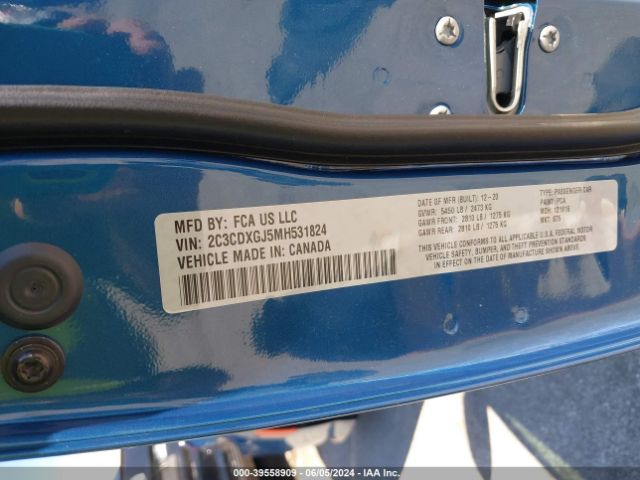 MFD BY: FCA US LLC
VIN: 2C3CDXGJ5MH531824
VEHICLE MADE IN: CANADA
DATE OF MFR (BUILT): 12-20
GVWR: 5450 LB / 2473 KG
GAWR FRONT: 2810 LB / 1275 KG
GAWR REAR: 2810 LB / 1275 KG
TYPE: PASSENGER CAR
PAINT: PCA
THIS VEHICLE CONFORMS TO ALL APPLICABLE U.S.A. FEDERAL MOTOR
VEHICLE SAFETY, BUMPER, AND THEFT PREVENTION STANDARDS
IN EFFECT ON THE DATE OF MANUFACTURE SHOWN ABOVE.
000-39558909 - 06/05/2024 - IAA Inc.